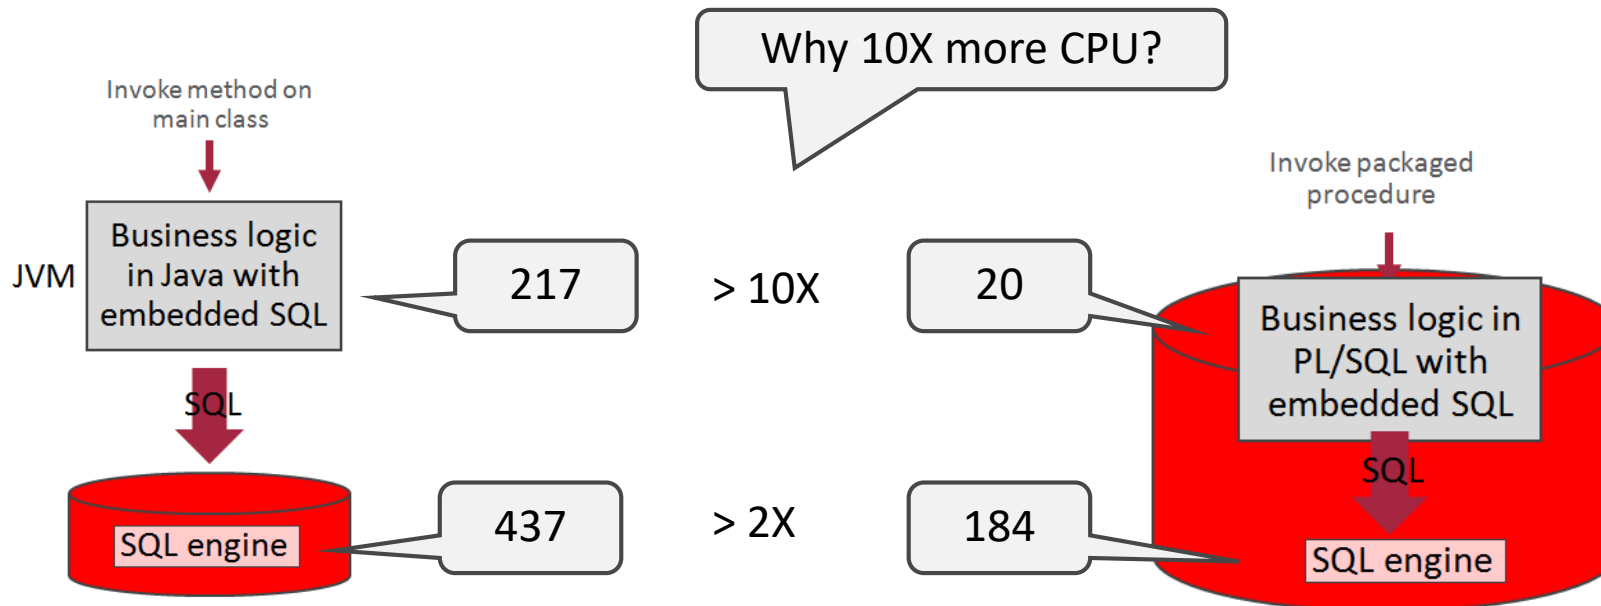 Why 10X more CPU?
Invoke method on
main class
Invoke packaged
procedure
JVM
Business logic
in Java with
embedded SQL
217
> 10X
20
Business logic in
PL/SQL with
embedded SQL
SQL
SQL
437
> 2X
184
SQL engine
SQL engine